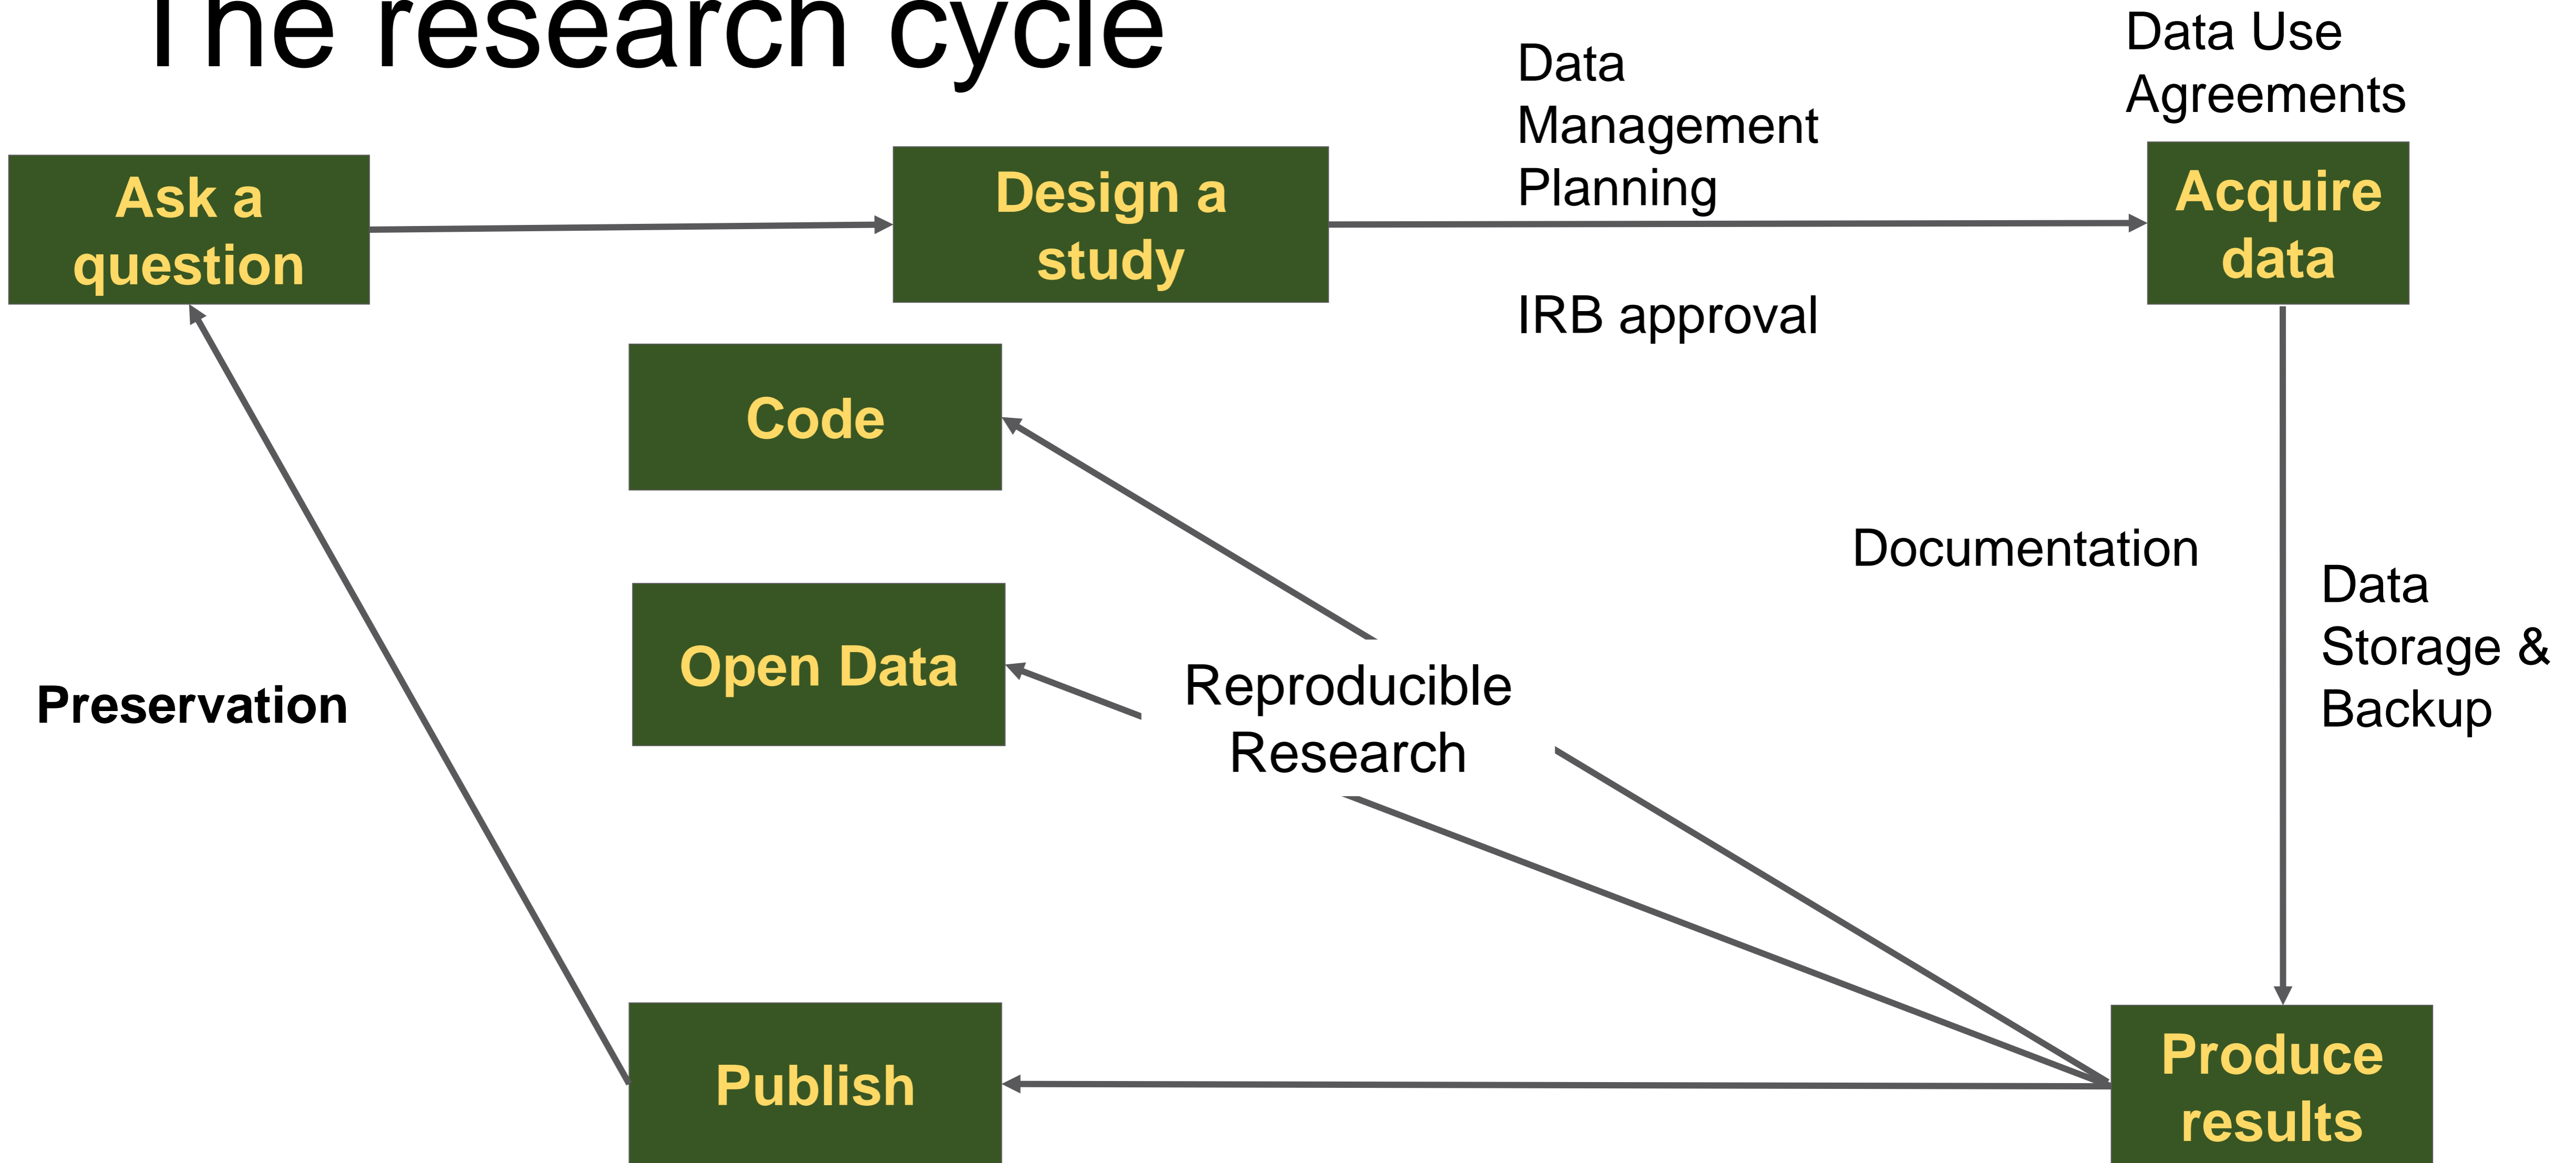 The research cycle
Data Use
Agreements
Data
Management
Planning
Ask a
question
Design a
study
Acquire
data
IRB approval
Code
Documentation
Data
Storage &
Backup
Open Data
Reproducible
Research
Preservation
Publish
Produce
results